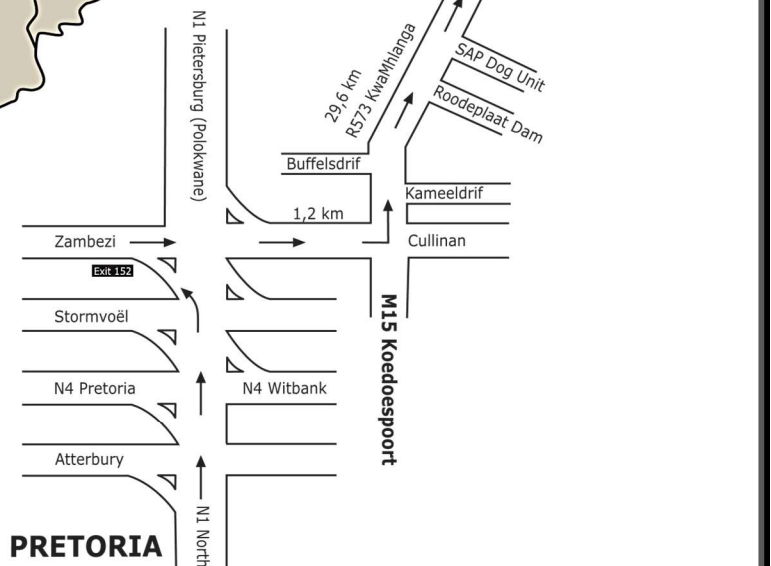 N1 Pietersburg (Polokwane)
29,6 km
R573 KwaMhlanga
SAP Dog Unit
Roodeplaat Dam
Buffelsdrif
Kameeldrif
1,2 km
Zambezi
Cullinan
Exit 152
Stormvoël
M15 Koedoespoort
N4 Pretoria
N4 Witbank
Atterbury
N1 North
PRETORIA